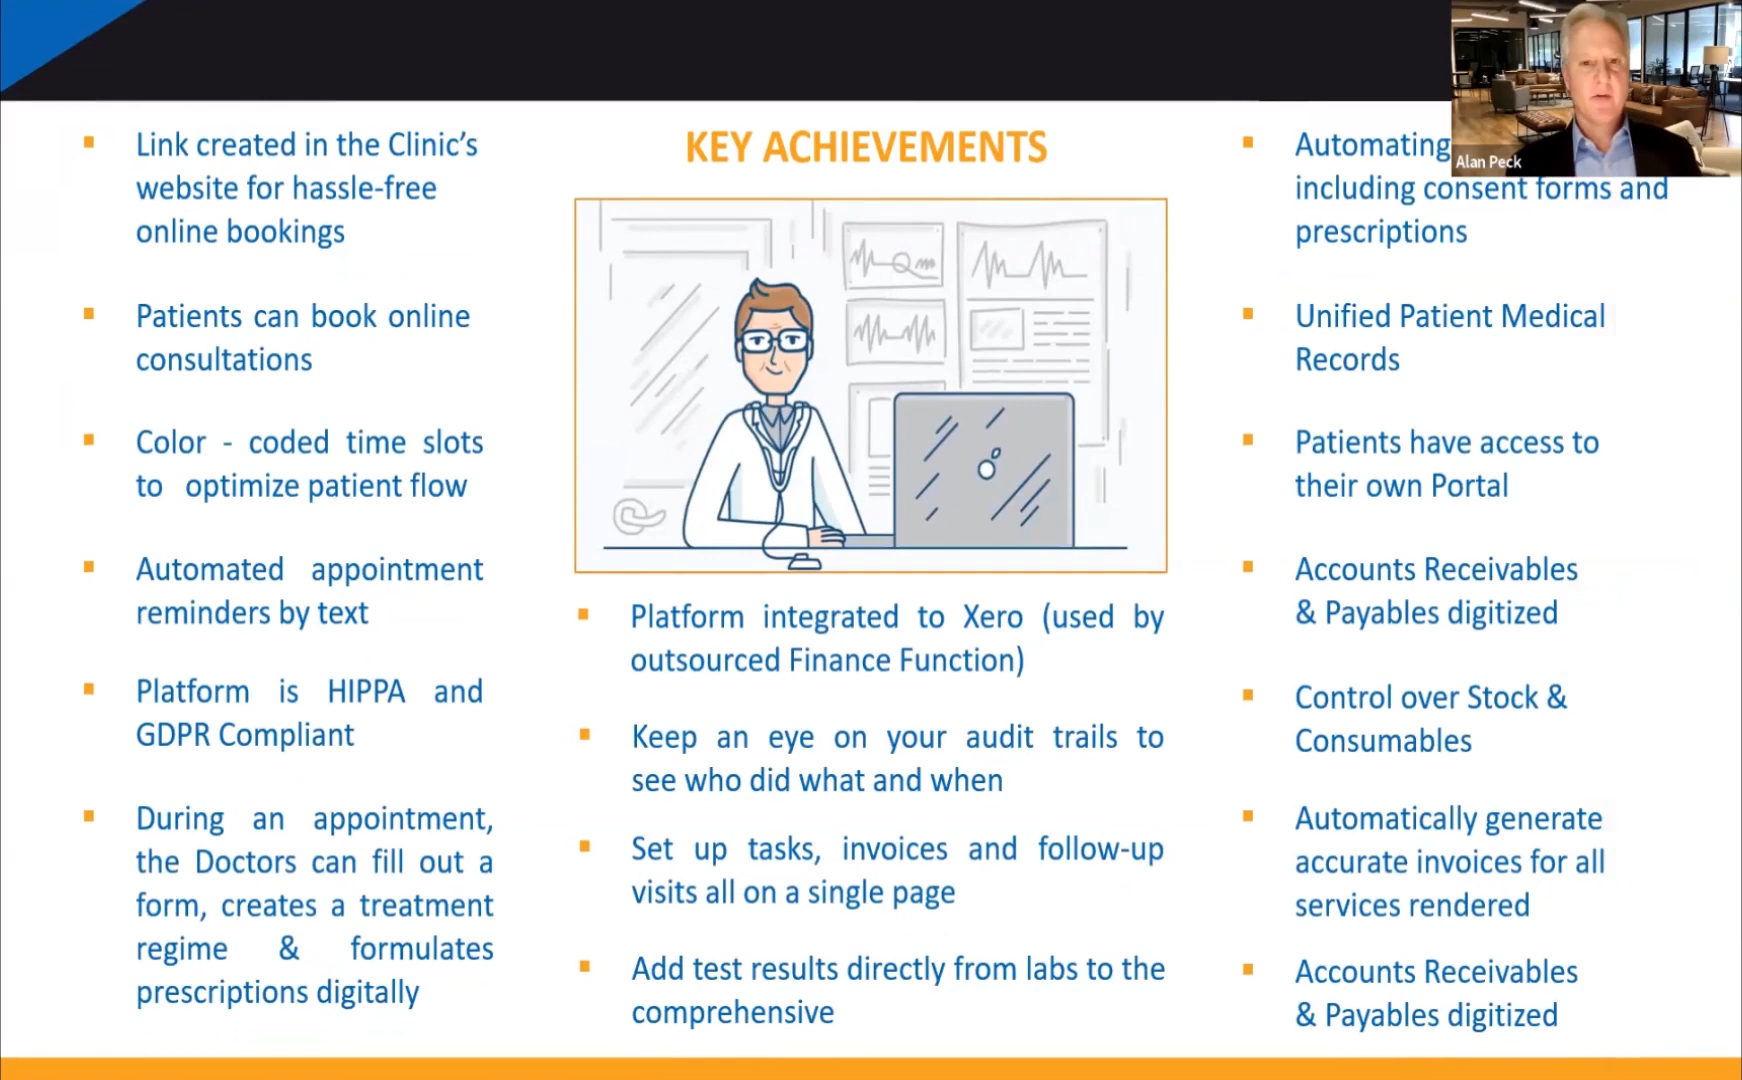 Link created in the Clinic's
website for hassle-free
online bookings
Patients can book online
consultations
Color - coded time slots
to optimize patient flow
Automated appointment
reminders by text
Platform is HIPPA and
GDPR Compliant
During an appointment,
the Doctors can fill out a
form, creates a treatment
regime & formulates
prescriptions digitally
KEY ACHIEVEMENTS
Platform integrated to Xero (used by
outsourced Finance Function)
Keep an eye on your audit trails to
see who did what and when
Set up tasks, invoices and follow-up
visits all on a single page
Add test results directly from labs to the
comprehensive
Alan Peck
Automating
including consent forms and
prescriptions
Unified Patient Medical
Records
Patients have access to
their own Portal
Accounts Receivables
& Payables digitized
Control over Stock &
Consumables
Automatically generate
accurate invoices for all
services rendered
Accounts Receivables
& Payables digitized